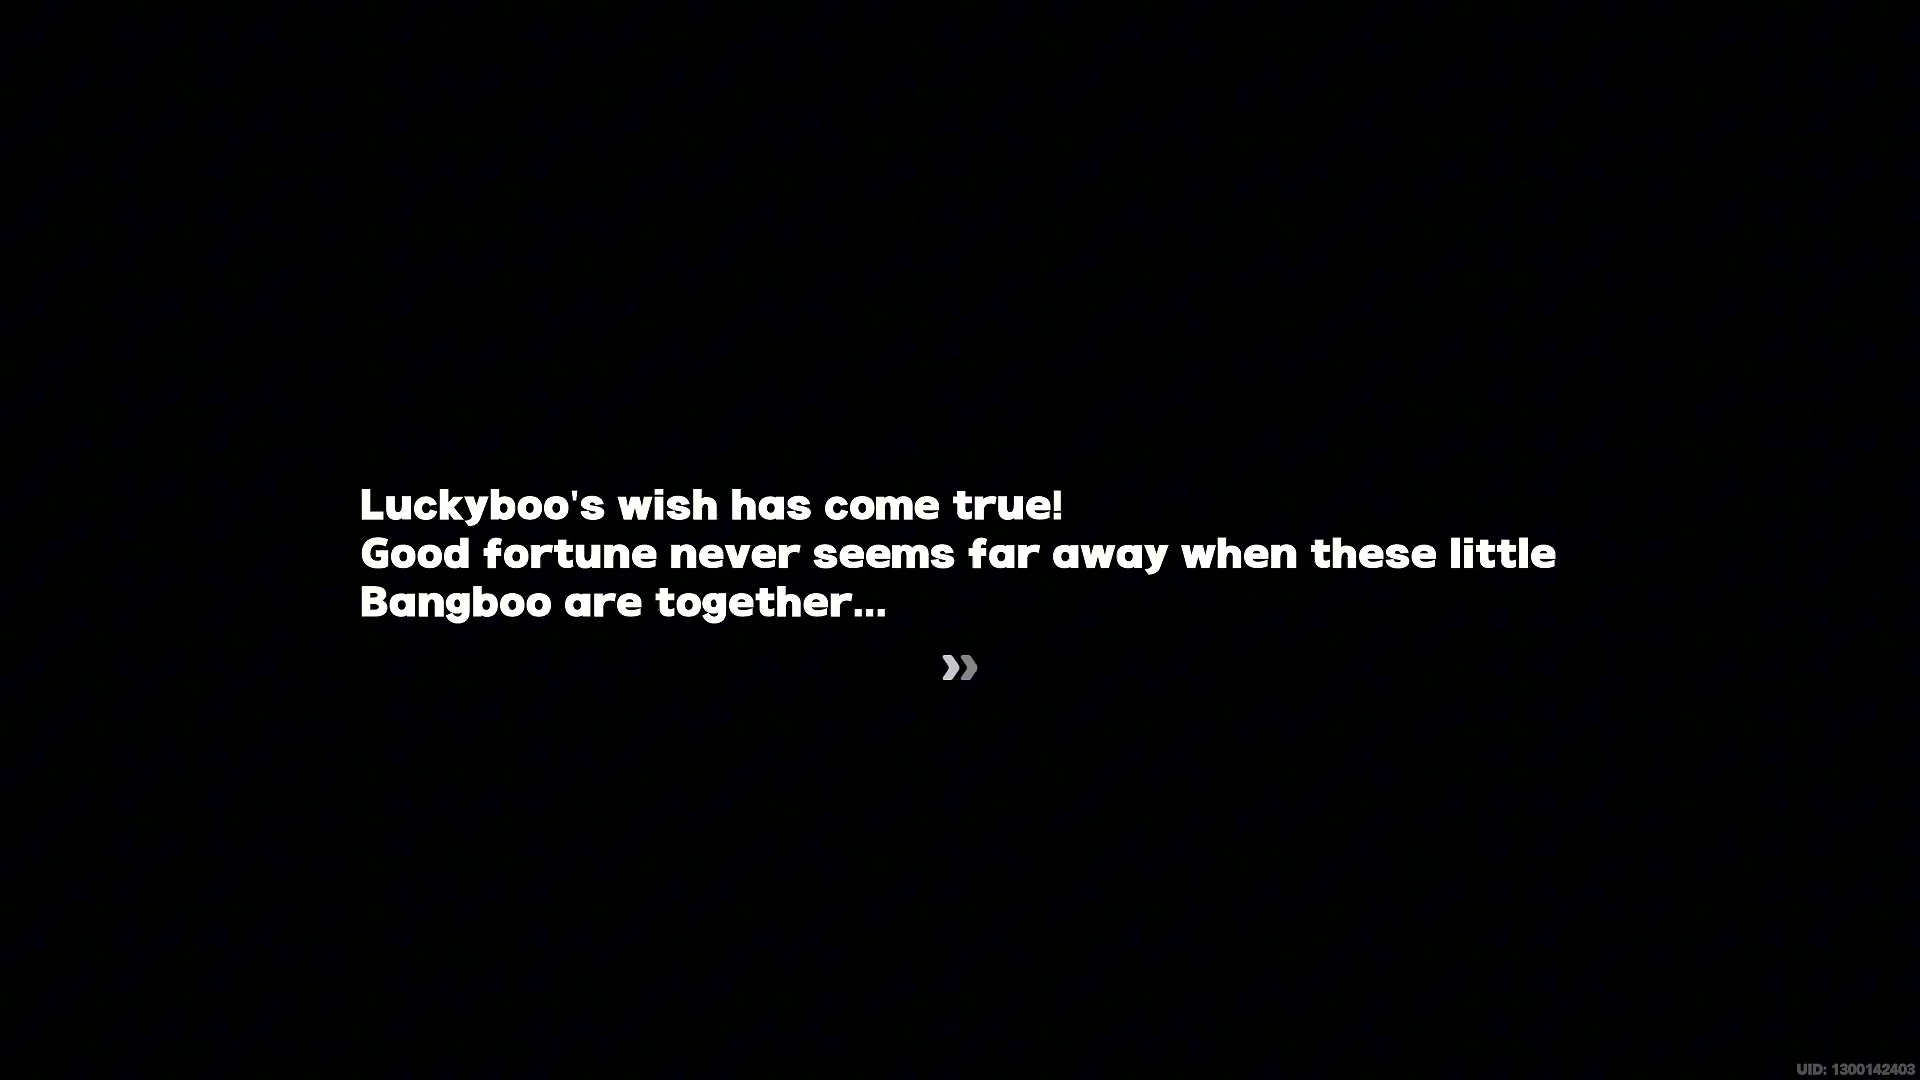 Luckyboo's wish has come true!
Good fortune never seems far away when these little
Bangboo are together...
UID: 1300142403